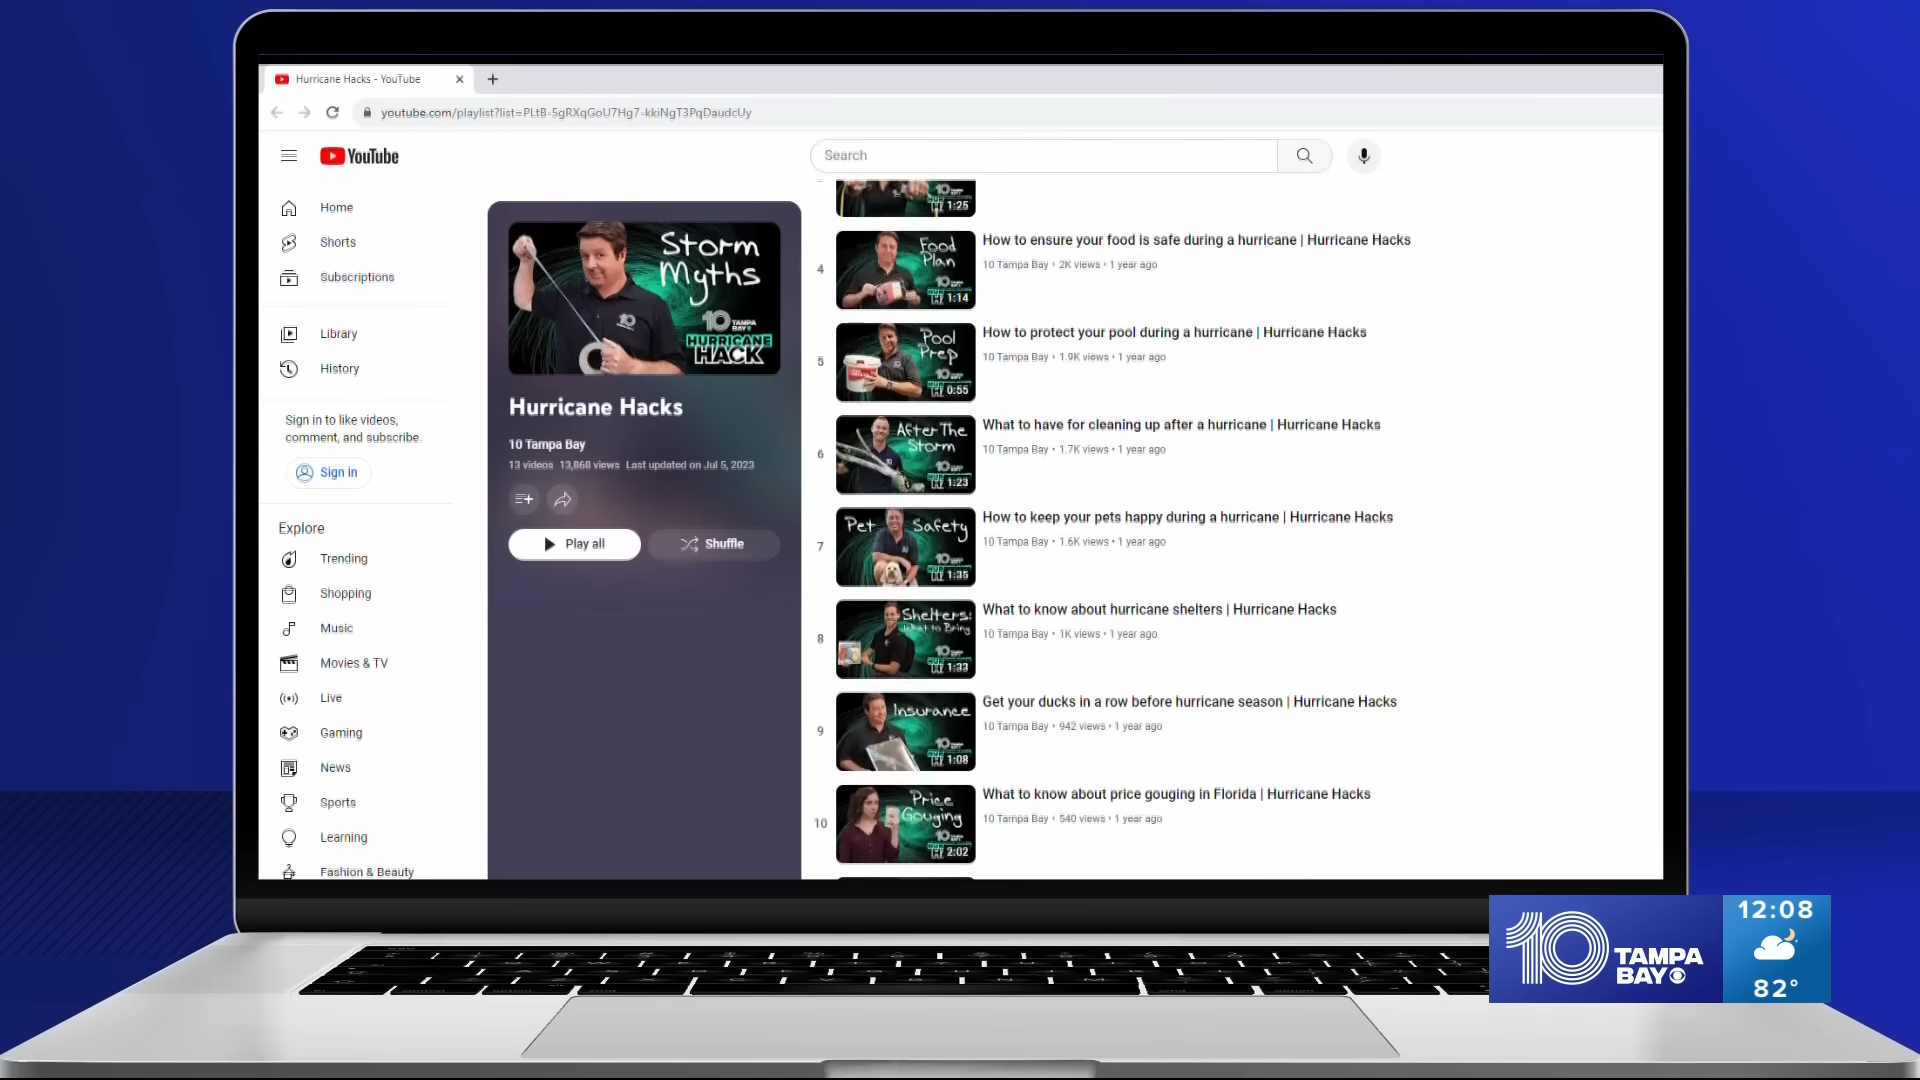 Hurricane Hacks - YouTube
youtube.com/playlist?list=PLtB-5gRXqGoU7Hg7-kkiNgT3PqDaudcUy
YouTube
Search
Home
Shorts
Subscriptions
Library
History
Sign in to like videos,
comment, and subscribe.
Sign in
Explore
Trending
Shopping
Music
Movies & TV
Live
Gaming
News
Sports
Learning
Fashion & Beauty
Storm
Myths
10 TAMPA BAY
HURRICANE
HACK
Hurricane Hacks
10 Tampa Bay
13 videos 13,868 views Last updated on Jul 5, 2023
Play all
Shuffle
1:25
4
Food
Plan
1:14
How to ensure your food is safe during a hurricane | Hurricane Hacks
10 Tampa Bay • 2K views • 1 year ago
5
Pool
Prep
0:55
How to protect your pool during a hurricane | Hurricane Hacks
10 Tampa Bay • 1.9K views • 1 year ago
6
After The
Storm
1:23
What to have for cleaning up after a hurricane | Hurricane Hacks
10 Tampa Bay • 1.7K views • 1 year ago
7
Pet Safety
1:35
How to keep your pets happy during a hurricane | Hurricane Hacks
10 Tampa Bay • 1.6K views • 1 year ago
8
Shelters:
What to Bring
1:33
What to know about hurricane shelters | Hurricane Hacks
10 Tampa Bay • 1K views • 1 year ago
9
Insurance
1:08
Get your ducks in a row before hurricane season | Hurricane Hacks
10 Tampa Bay • 942 views • 1 year ago
10
Price
Gouging
2:02
What to know about price gouging in Florida | Hurricane Hacks
10 Tampa Bay • 540 views • 1 year ago
10 TAMPA
BAY
12:08
82°